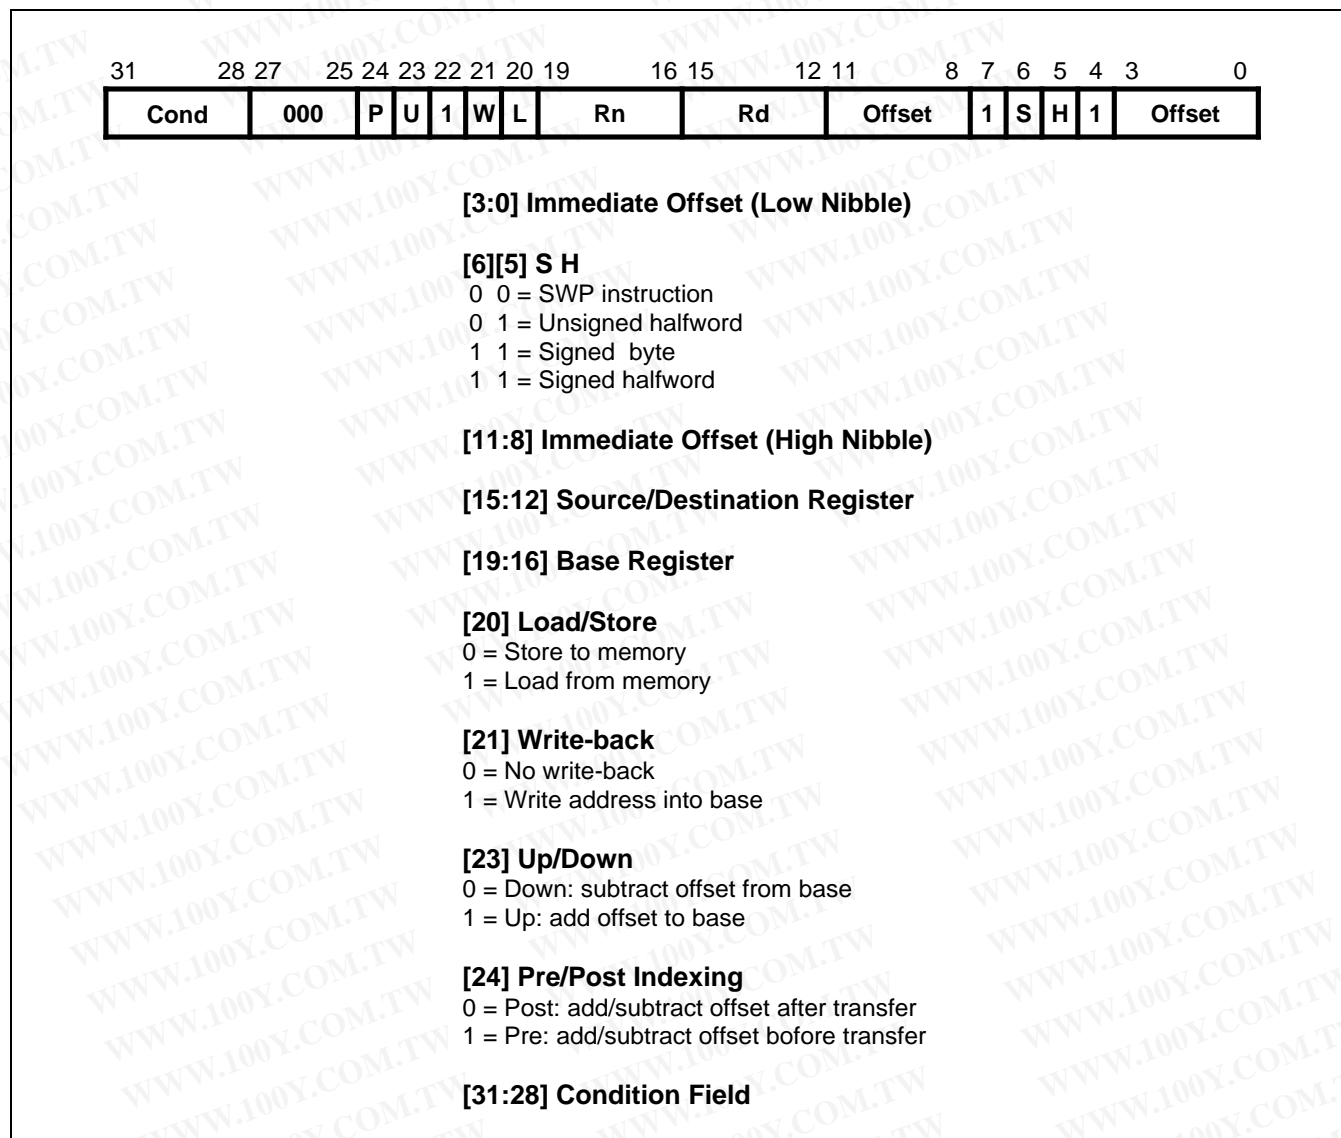 31 28 27 25 24 23 22 21 20 19 16 15 12 11 8 7 6 5 4 3 0
Cond 000 P U 1 W L Rn Rd Offset 1 S H 1 Offset
[3:0] Immediate Offset (Low Nibble)
[6][5] S H
0 0 = SWP instruction
0 1 = Unsigned halfword
1 1 = Signed byte
1 1 = Signed halfword
[11:8] Immediate Offset (High Nibble)
[15:12] Source/Destination Register
[19:16] Base Register
[20] Load/Store
0 = Store to memory
1 = Load from memory
[21] Write-back
0 = No write-back
1 = Write address into base
[23] Up/Down
0 = Down: subtract offset from base
1 = Up: add offset to base
[24] Pre/Post Indexing
0 = Post: add/subtract offset after transfer
1 = Pre: add/subtract offset bofore transfer
[31:28] Condition Field
WWW.100Y.COM.TW